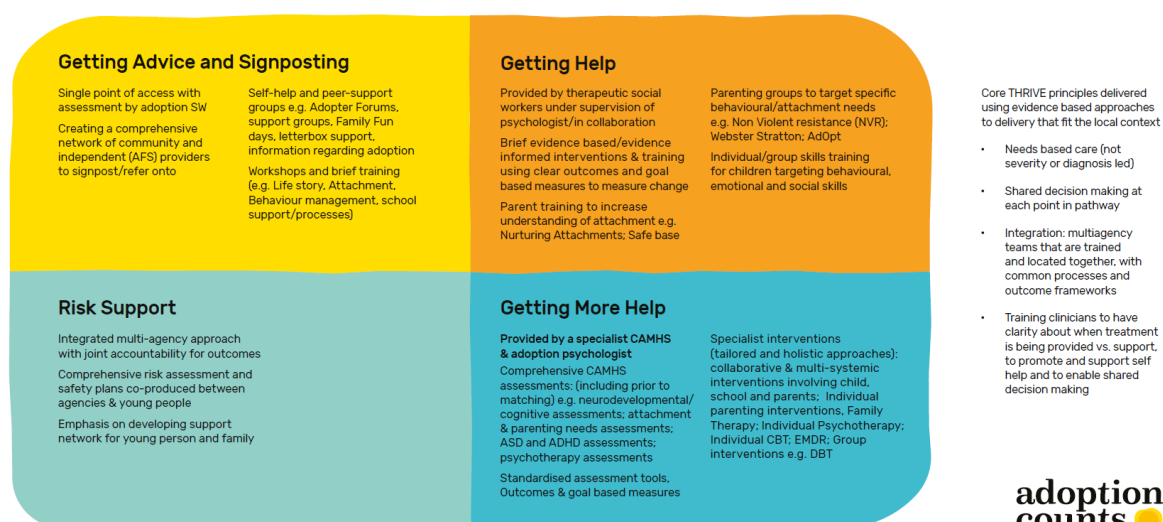 Getting Advice and Signposting
Single point of access with
assessment by adoption SW
Creating a comprehensive
network of community and
independent (AFS) providers
to signpost/refer onto
Self-help and peer-support
groups e.g. Adopter Forums,
support groups, Family Fun
days, letterbox support,
information regarding adoption
Workshops and brief training
(e.g. Life story, Attachment,
Behaviour management, school
support/processes)
Getting Help
Provided by therapeutic social
workers under supervision of
psychologist/in collaboration
Brief evidence based/evidence
informed interventions & training
using clear outcomes and goal
based measures to measure change
Parent training to increase
understanding of attachment e.g.
Nurturing Attachments; Safe base
Parenting groups to target specific
behavioural/attachment needs
e.g. Non Violent resistance (NVR);
Webster Stratton; AdOpt
Individual/group skills training
for children targeting behavioural,
emotional and social skills
Risk Support
Integrated multi-agency approach
with joint accountability for outcomes
Comprehensive risk assessment and
safety plans co-produced between
agencies & young people
Emphasis on developing support
network for young person and family
Getting More Help
Provided by a specialist CAMHS
& adoption psychologist
Comprehensive CAMHS
assessments: (including prior to
matching) e.g. neurodevelopmental/
cognitive assessments; attachment
& parenting needs assessments;
ASD and ADHD assessments;
psychotherapy assessments
Standardised assessment tools,
Outcomes & goal based measures
Specialist interventions
(tailored and holistic approaches):
collaborative & multi-systemic
interventions involving child,
school and parents; Individual
parenting interventions, Family
Therapy; Individual Psychotherapy;
Individual CBT; EMDR; Group
interventions e.g. DBT
Core THRIVE principles delivered
using evidence based approaches
to delivery that fit the local context
• Needs based care (not
severity or diagnosis led)
• Shared decision making at
each point in pathway
• Integration: multiagency
teams that are trained
and located together, with
common processes and
outcome frameworks
• Training clinicians to have
clarity about when treatment
is being provided vs. support,
to promote and support self
help and to enable shared
decision making
adoption
counts